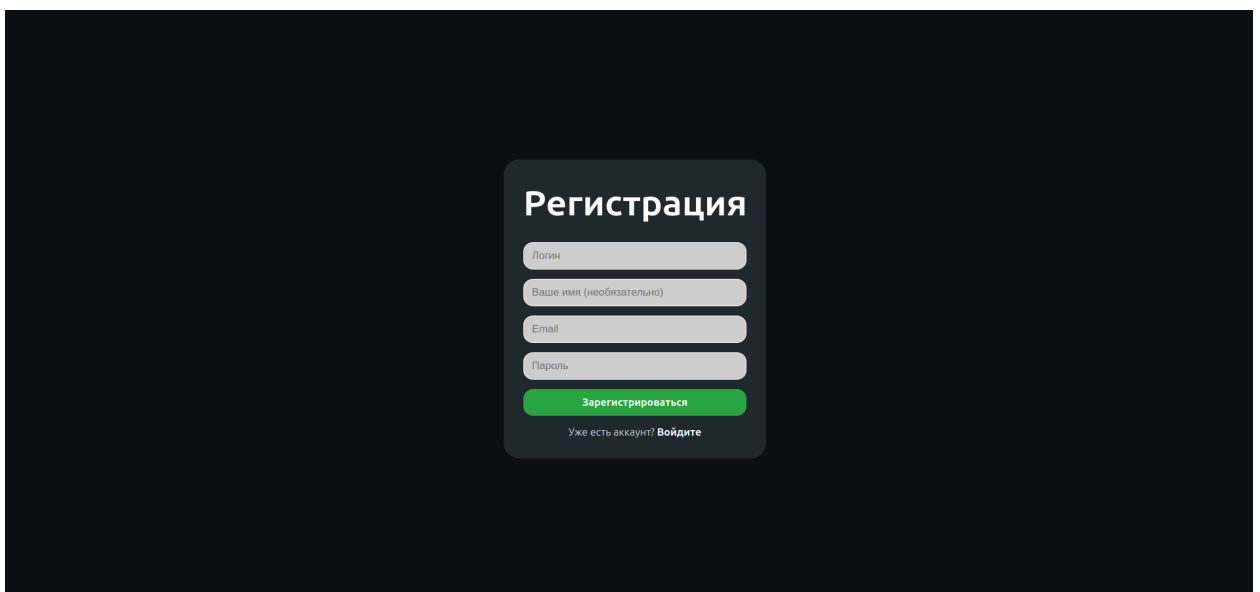 Регистрация
Логин
Ваше имя (необязательно)
Email
Пароль
Зарегистрироваться
Уже есть аккаунт? Войдите